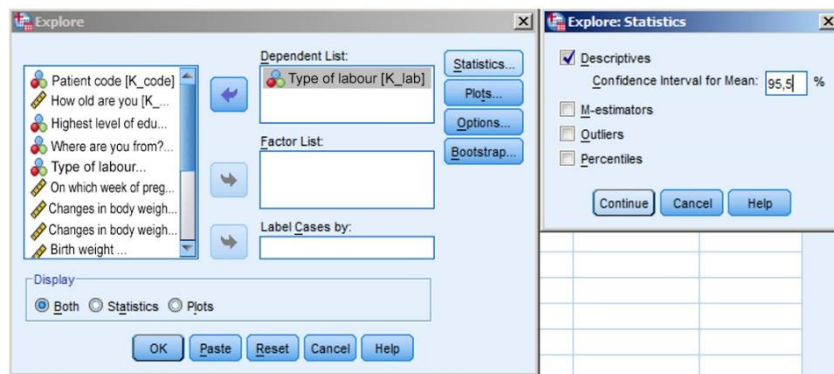 Explore
Patient code [K_code]
How old are you [K_...
Highest level of edu...
Where are you from?...
Type of labour...
On which week of preg...
Changes in body weigh...
Changes in body weigh...
Birth weight ...
Dependent List:
Type of labour [K_lab]
Factor List:
Label Cases by:
Statistics...
Plots...
Options...
Bootstrap...
Display
Both Statistics Plots
OK Paste Reset Cancel Help
Explore: Statistics
Descriptives
Confidence Interval for Mean: 95,5 %
M-estimators
Outliers
Percentiles
Continue Cancel Help